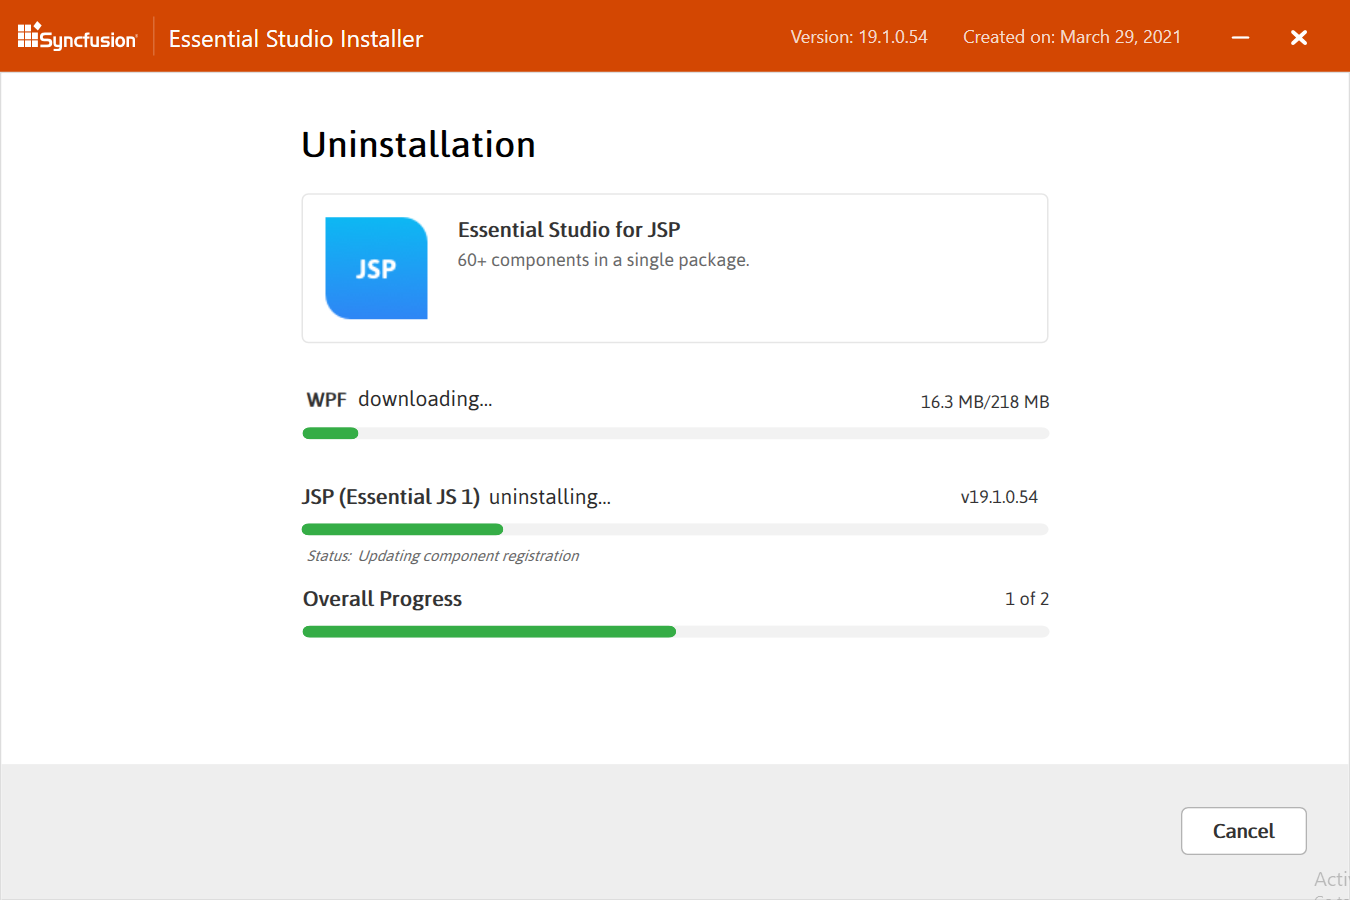 Syncfusion
Essential Studio Installer
Version: 19.1.0.54
Created on: March 29, 2021
Uninstallation
JSP
Essential Studio for JSP
60+ components in a single package.
WPF downloading...
16.3 MB/218 MB
JSP (Essential JS 1) uninstalling...
v19.1.0.54
Status: Updating component registration
Overall Progress
1 of 2
Cancel
Acti